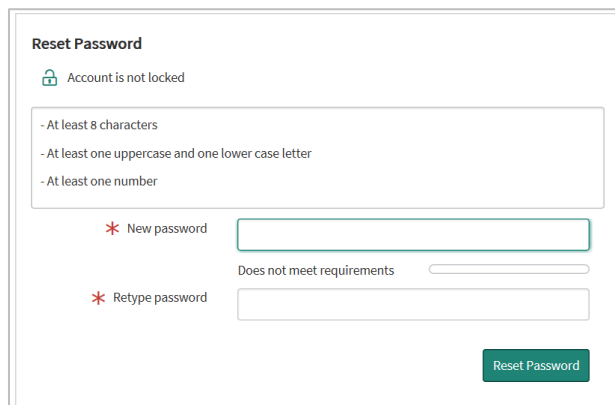 Reset Password
Account is not locked
- At least 8 characters
- At least one uppercase and one lower case letter
- At least one number
* New password
Does not meet requirements
* Retype password
Reset Password